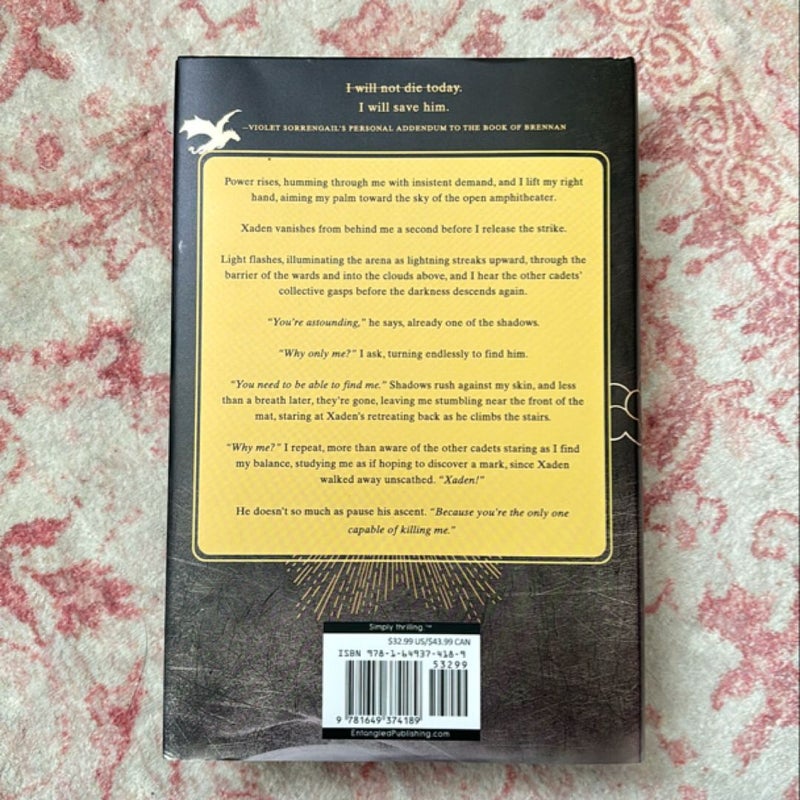 I will not die today.
I will save him.
—VIOLET SORRENGAIL'S PERSONAL ADDENDUM TO THE BOOK OF BRENNAN
Power rises, humming through me with insistent demand, and I lift my right
hand, aiming my palm toward the sky of the open amphitheater.
Xaden vanishes from behind me a second before I release the strike.
Light flashes, illuminating the arena as lightning streaks upward, through the
barrier of the wards and into the clouds above, and I hear the other cadets'
collective gasps before the darkness descends again.
"You're astounding," he says, already one of the shadows.
"Why only me?" I ask, turning endlessly to find him.
"You need to be able to find me." Shadows rush against my skin, and less
than a breath later, they're gone, leaving me stumbling near the front of the
mat, staring at Xaden's retreating back as he climbs the stairs.
"Why me?" I repeat, more than aware of the other cadets staring as I find
my balance, studying me as if hoping to discover a mark, since Xaden
walked away unscathed. "Xaden!"
He doesn't so much as pause his ascent. "Because you're the only one
capable of killing me."
Simply thrilling.™
$32.99 US/$43.99 CAN
ISBN 978-1-64937-418-9
53299
9 781649 374189
EntangledPublishing.com